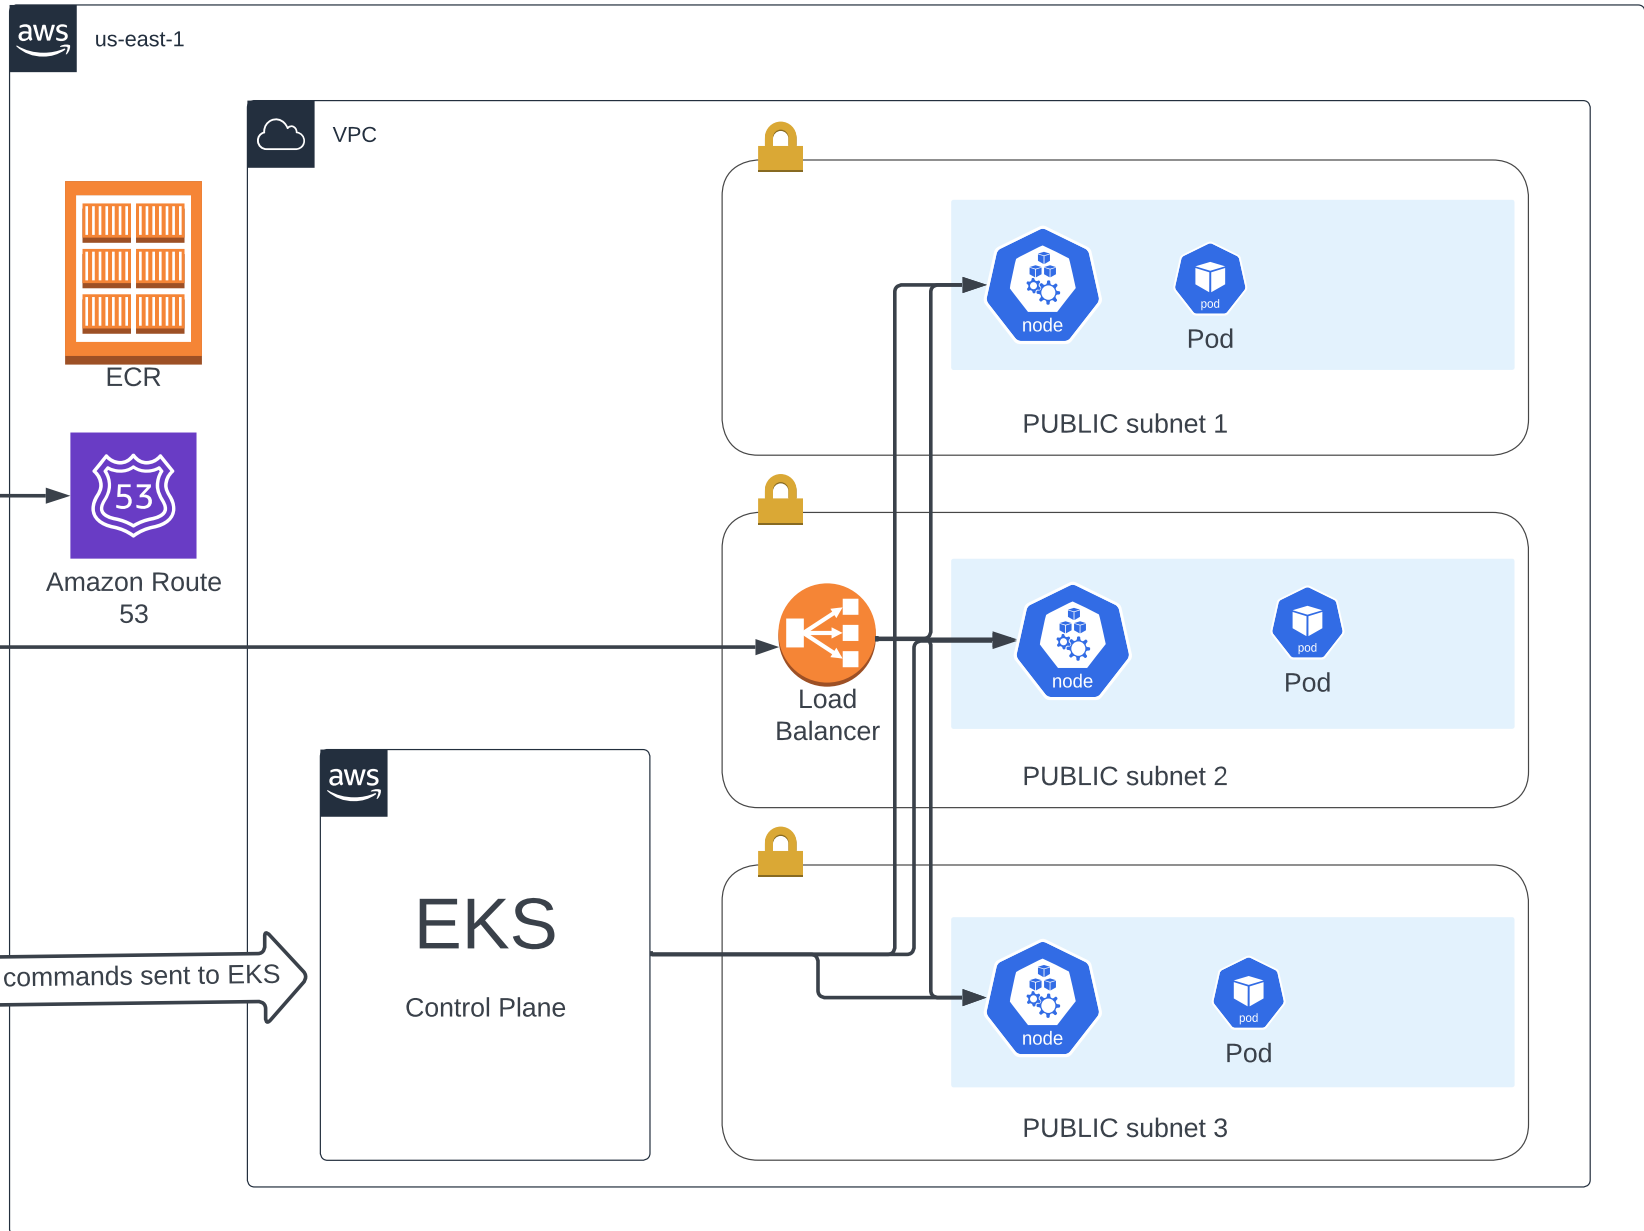 aws
us-east-1
VPC
node
pod
Pod
ECR
PUBLIC subnet 1
53
Amazon Route
53
node
pod
Pod
Load
Balancer
PUBLIC subnet 2
aws
EKS
commands sent to EKS
Control Plane
node
pod
Pod
PUBLIC subnet 3